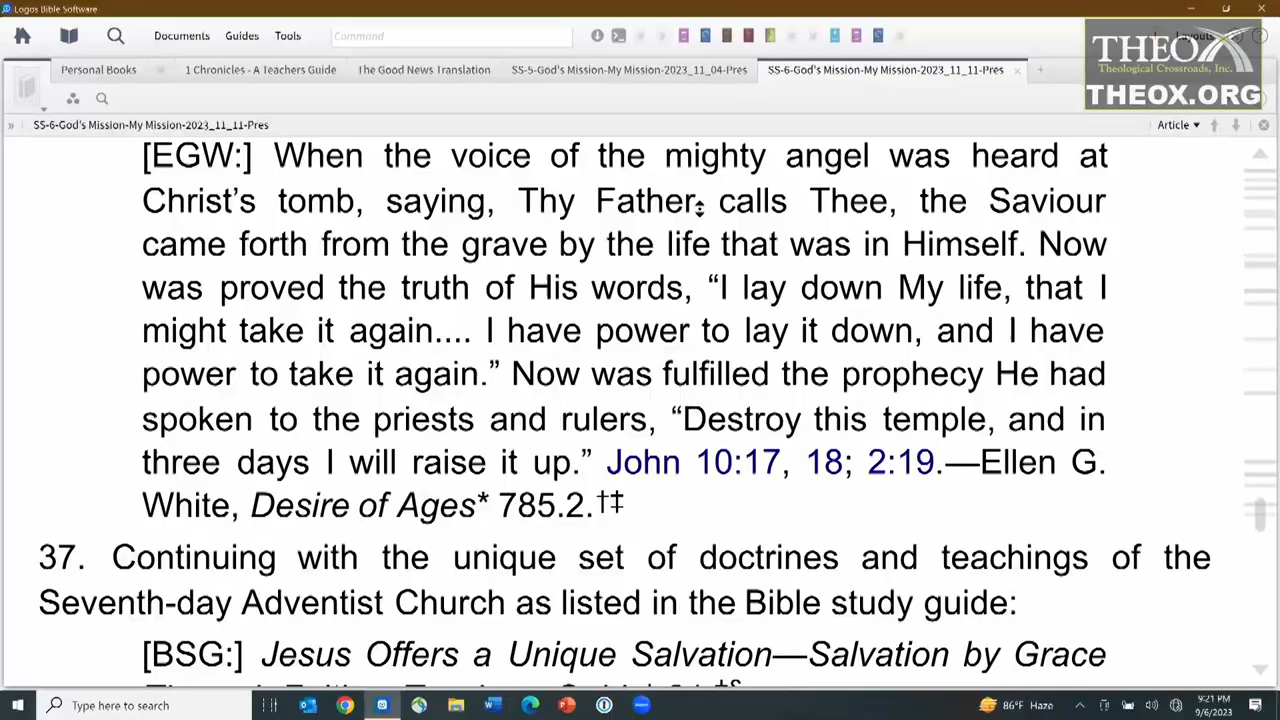 Logos Bible Software
Documents Guides Tools Command Layouts
THEOX
Theological Crossroads, Inc.
THEOX.ORG
Personal Books 1 Chronicles - A Teachers Guide The Good News Bible SS-5-God's Mission-My Mission-2023_11_04-Pres SS-6-God's Mission-My Mission-2023_11_11-Pres
SS-6-God's Mission-My Mission-2023_11_11-Pres Article
[EGW:] When the voice of the mighty angel was heard at
Christ's tomb, saying, Thy Father, calls Thee, the Saviour
came forth from the grave by the life that was in Himself. Now
was proved the truth of His words, “I lay down My life, that I
might take it again.... I have power to lay it down, and I have
power to take it again.” Now was fulfilled the prophecy He had
spoken to the priests and rulers, “Destroy this temple, and in
three days I will raise it up.” John 10:17, 18; 2:19.—Ellen G.
White, Desire of Ages* 785.2.†‡
37. Continuing with the unique set of doctrines and teachings of the
Seventh-day Adventist Church as listed in the Bible study guide:
[BSG:] Jesus Offers a Unique Salvation—Salvation by Grace
Type here to search
86°F Haze
9:21 PM
9/6/2023